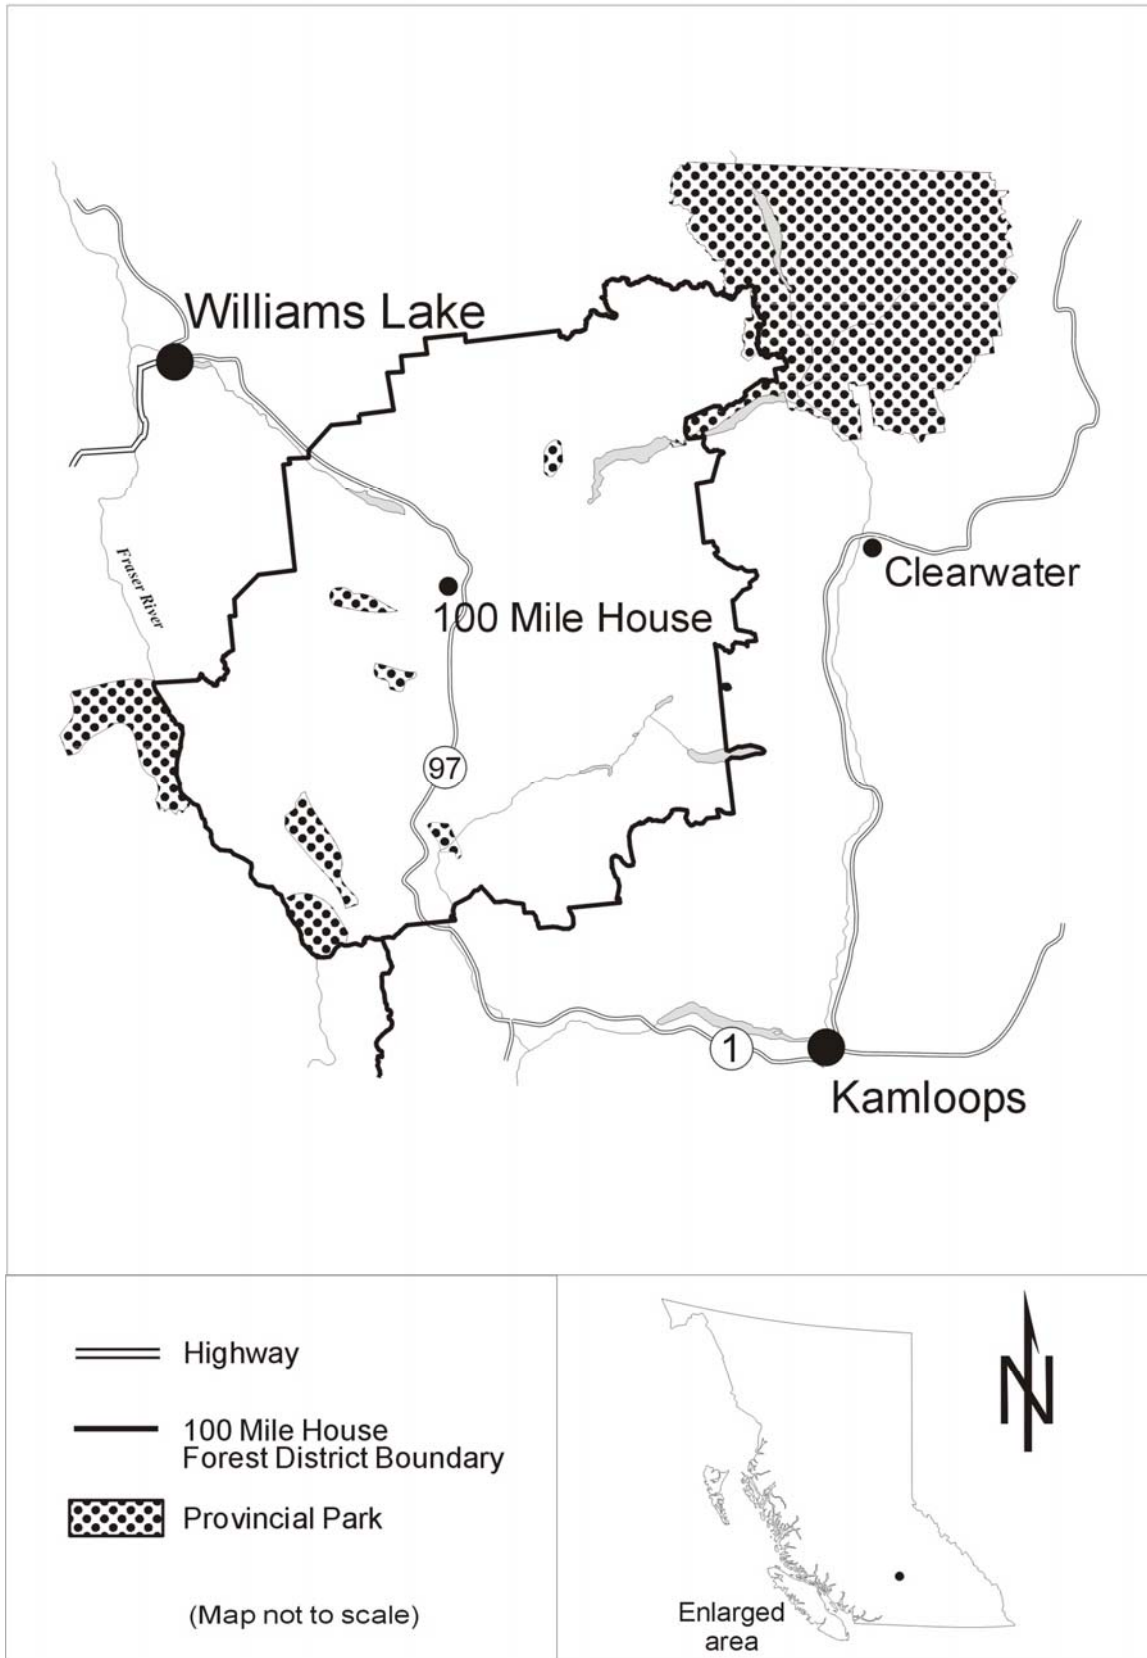 Williams Lake
Fraser River
Clearwater
100 Mile House
97
1
Kamloops
Highway
100 Mile House
Forest District Boundary
Provincial Park
(Map not to scale)
N
Enlarged
area